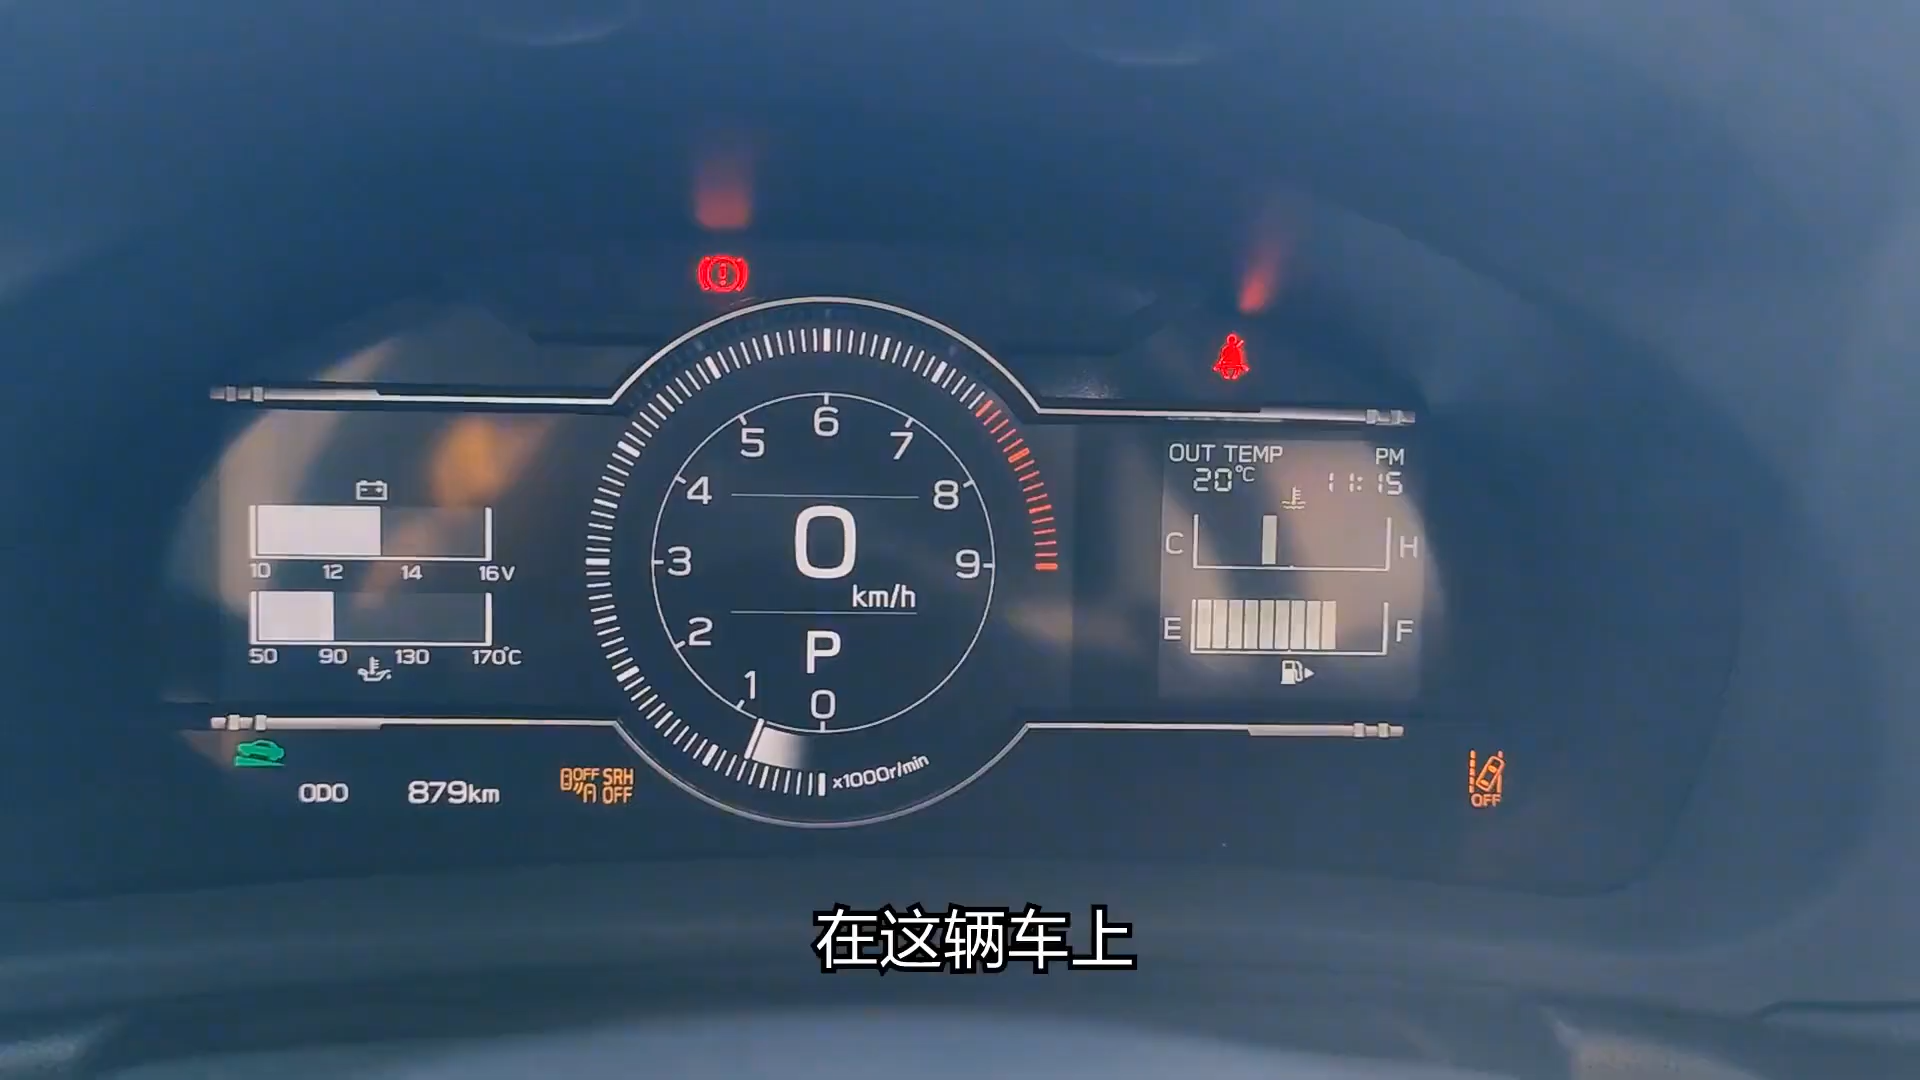 OUT TEMP
20℃
PM
11:15
C
H
10 12 14 16V
50 90 130 170℃
E
F
0
1
2
3
4
5
6
7
8
9
0
km/h
P
×1000r/min
ODO 879km
OFF SRH
A OFF
OFF
在这辆车上